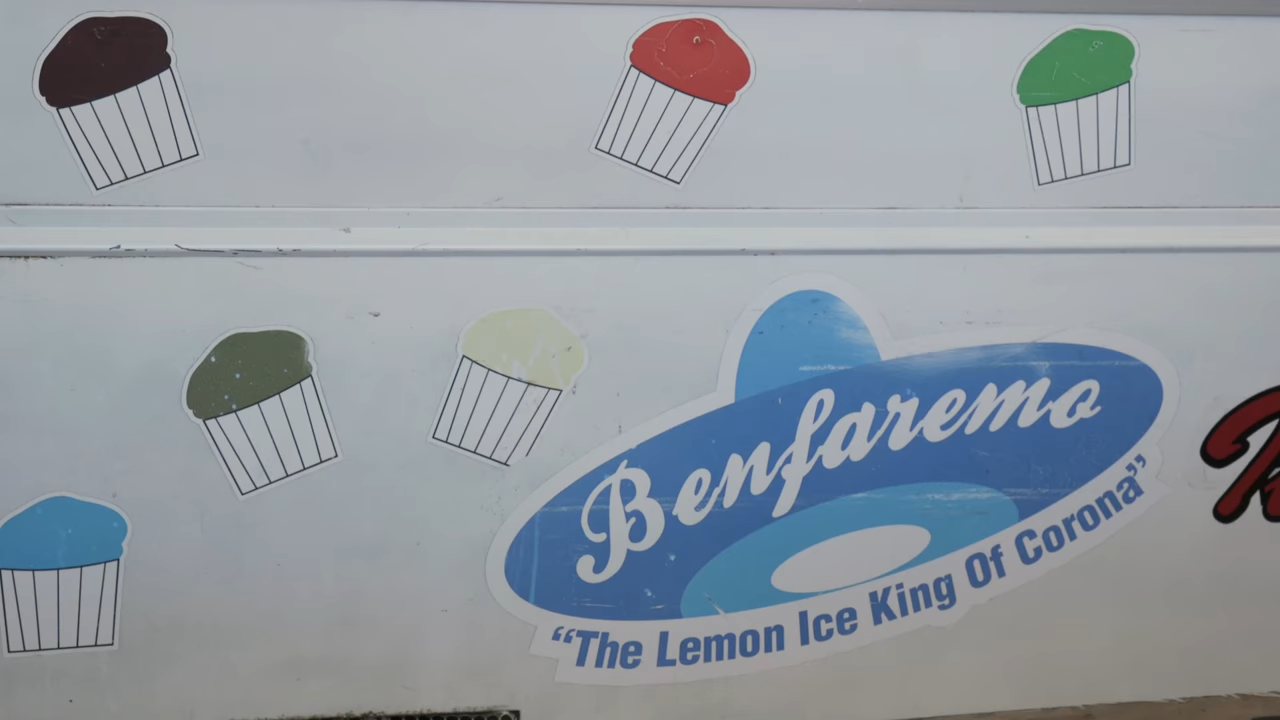 Benfaremo
“The Lemon Ice King Of Corona”